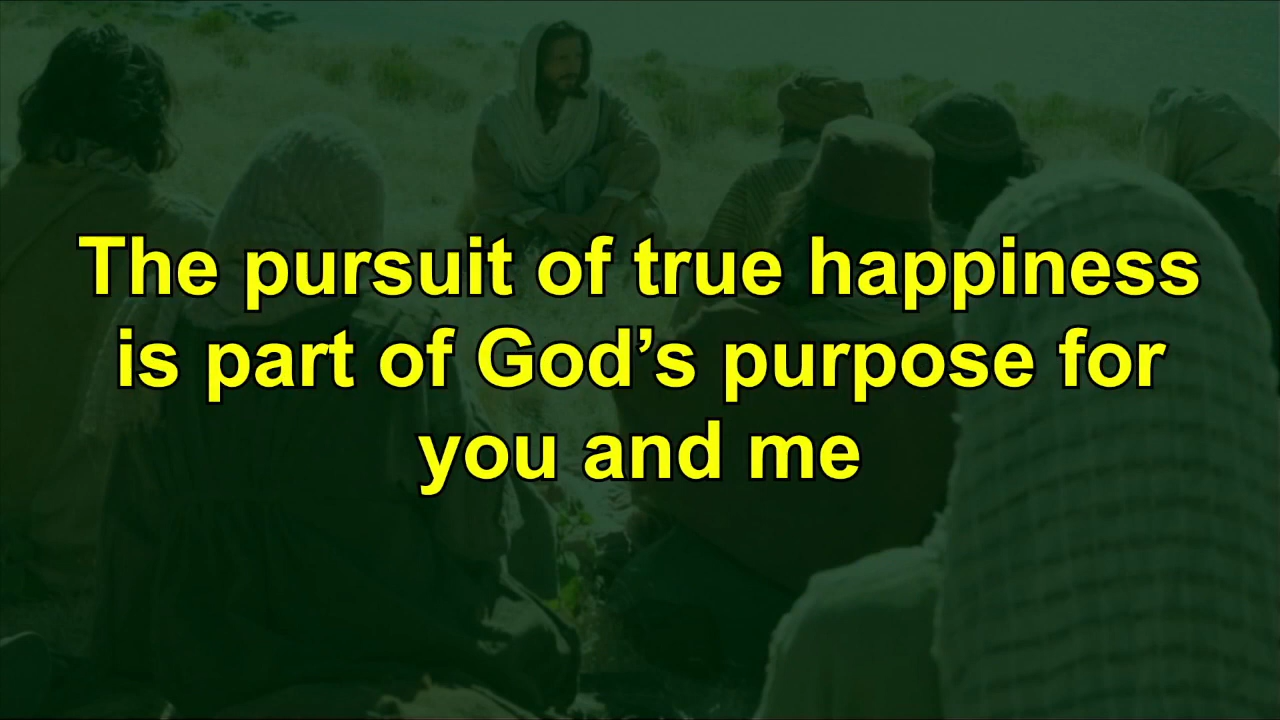 The pursuit of true happiness
is part of God’s purpose for
you and me